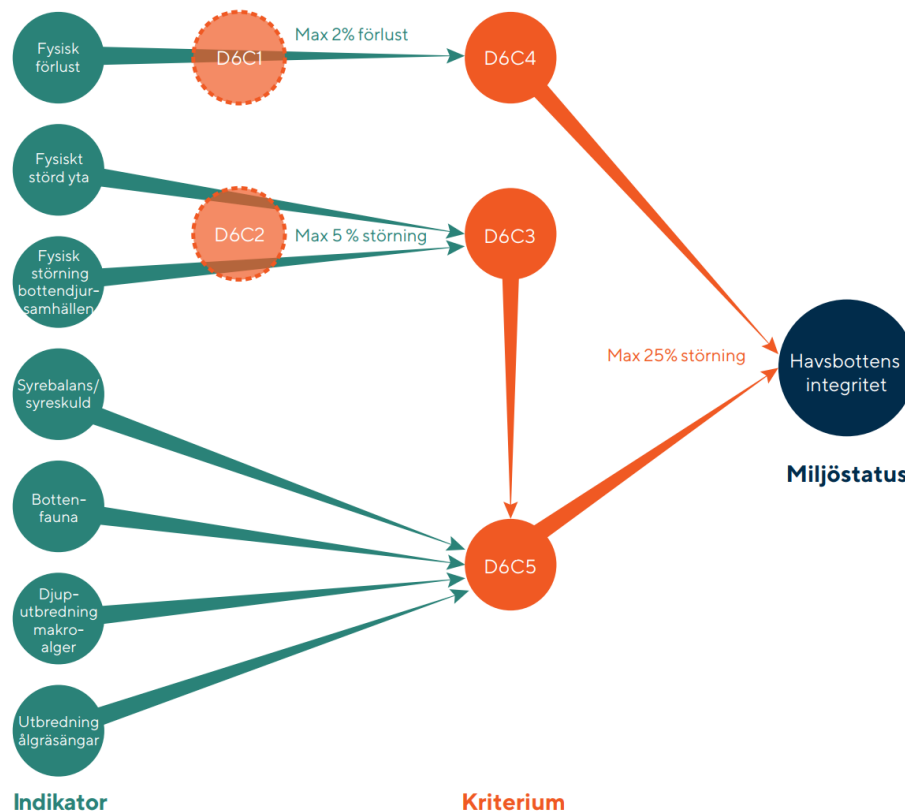 Fysisk
förlust
D6C1
Max 2% förlust
D6C4
Fysiskt
störd yta
D6C2
Max 5 % störning
D6C3
Fysisk
störning
bottendjur-
samhällen
Max 25% störning
Havsbottens
integritet
Miljöstatus
Syrebalans/
syreskuld
Botten-
fauna
D6C5
Djup-
utbredning
makro-
alger
Utbredning
ålgräsängar
Indikator
Kriterium